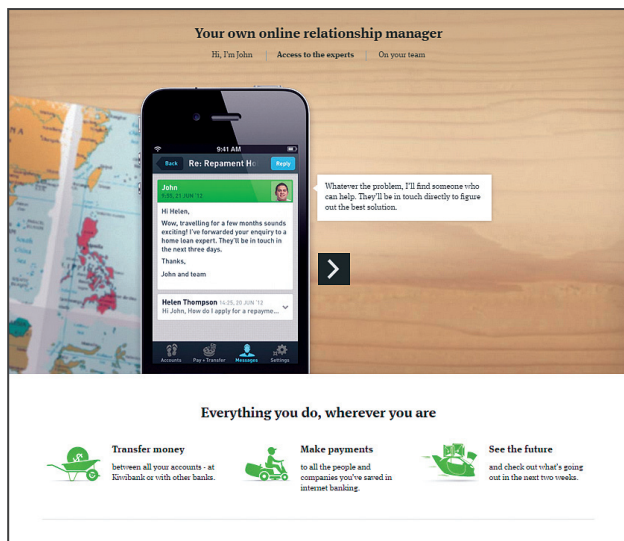 Your own online relationship manager
Hi, I'm John
Access to the experts
On your team
9:41 AM
Back
Re: Repament Ho
Reply
John
9:50, 21 JUN '13
Hi Helen,
Wow, travelling for a few months sounds
exciting! I've forwarded your enquiry to a
home loan expert. They'll be in touch in
the next three days.
Thanks,
John and team
Helen Thompson 14:25, 20 JUN '13
Hi John, How do I apply for a repayme...
Accounts
Pay + Transfer
Messages
Settings
Whatever the problem, I'll find someone who
can help. They'll be in touch directly to figure
out the best solution.
Everything you do, wherever you are
Transfer money
between all your accounts - at
Kiwibank or with other banks.
Make payments
to all the people and
companies you've saved in
internet banking.
See the future
and check out what's going
out in the next two weeks.